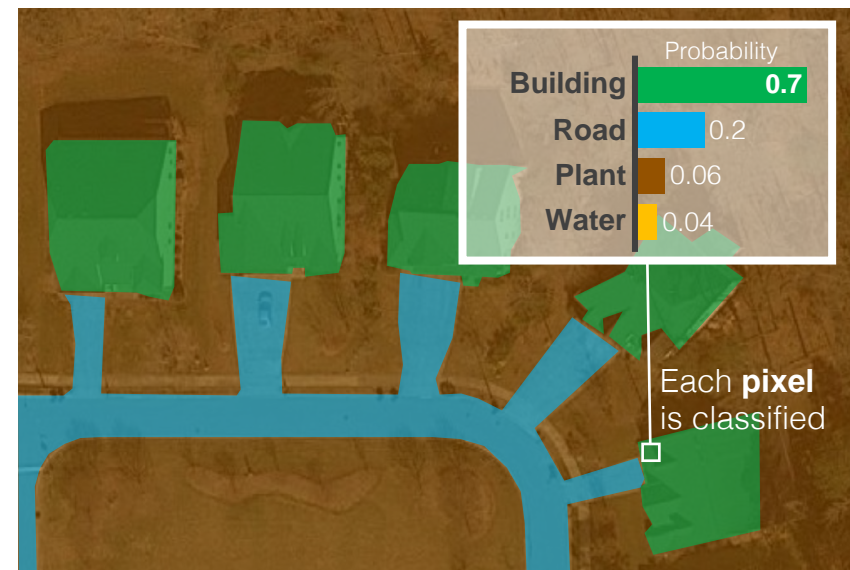 Probability
Building 0.7
Road 0.2
Plant 0.06
Water 0.04
Each pixel
is classified